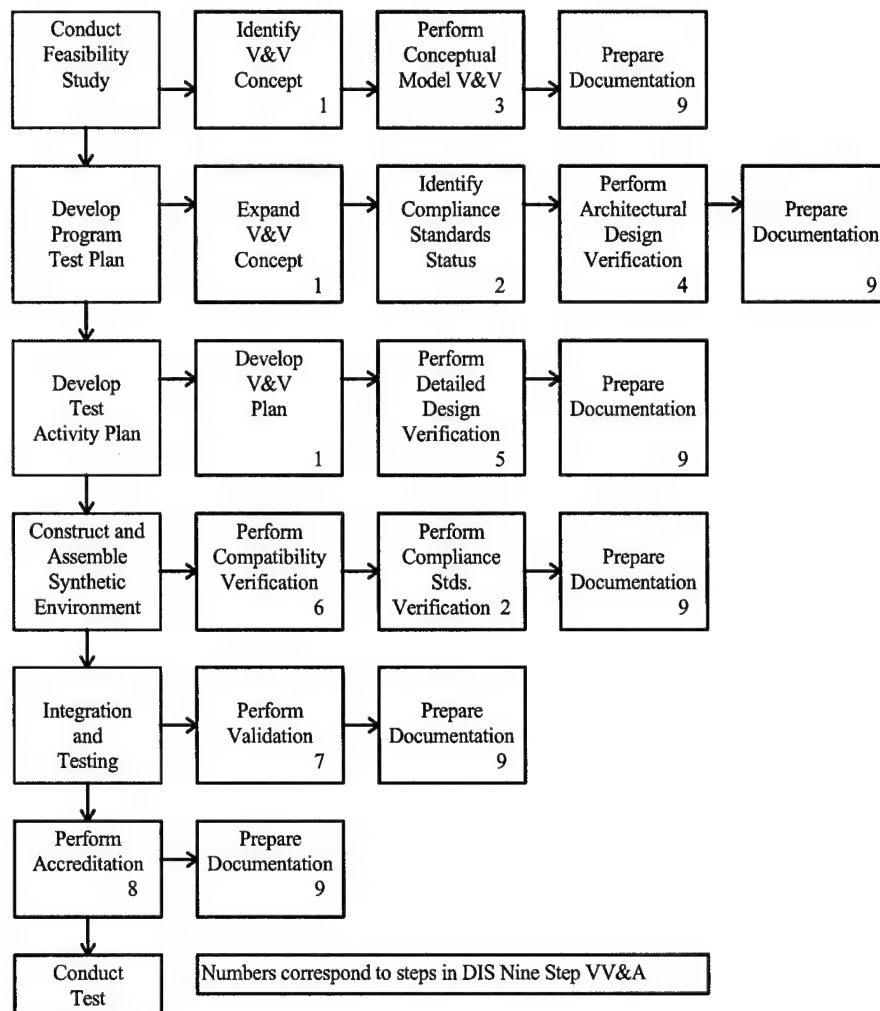 Conduct
Feasibility
Study
Identify
V&V
Concept
1
Perform
Conceptual
Model V&V
3
Prepare
Documentation
9
Develop
Program
Test Plan
Expand
V&V
Concept
1
Identify
Compliance
Standards
Status
2
Perform
Architectural
Design
Verification
4
Prepare
Documentation
9
Develop
Test
Activity Plan
Develop
V&V
Plan
1
Perform
Detailed
Design
Verification
5
Prepare
Documentation
9
Construct and
Assemble
Synthetic
Environment
Perform
Compatibility
Verification
6
Perform
Compliance
Stds.
Verification 2
Prepare
Documentation
9
Integration
and
Testing
Perform
Validation
7
Prepare
Documentation
9
Perform
Accreditation
8
Prepare
Documentation
9
Conduct
Test
Numbers correspond to steps in DIS Nine Step VV&A